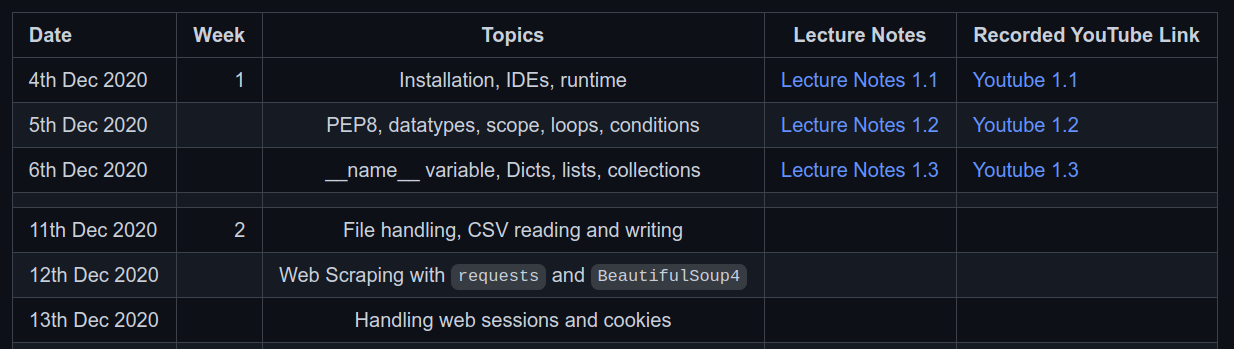 Date Week Topics Lecture Notes Recorded YouTube Link
4th Dec 2020 1 Installation, IDEs, runtime Lecture Notes 1.1 Youtube 1.1
5th Dec 2020 PEP8, datatypes, scope, loops, conditions Lecture Notes 1.2 Youtube 1.2
6th Dec 2020 __name__ variable, Dicts, lists, collections Lecture Notes 1.3 Youtube 1.3
11th Dec 2020 2 File handling, CSV reading and writing
12th Dec 2020 Web Scraping with requests and BeautifulSoup4
13th Dec 2020 Handling web sessions and cookies